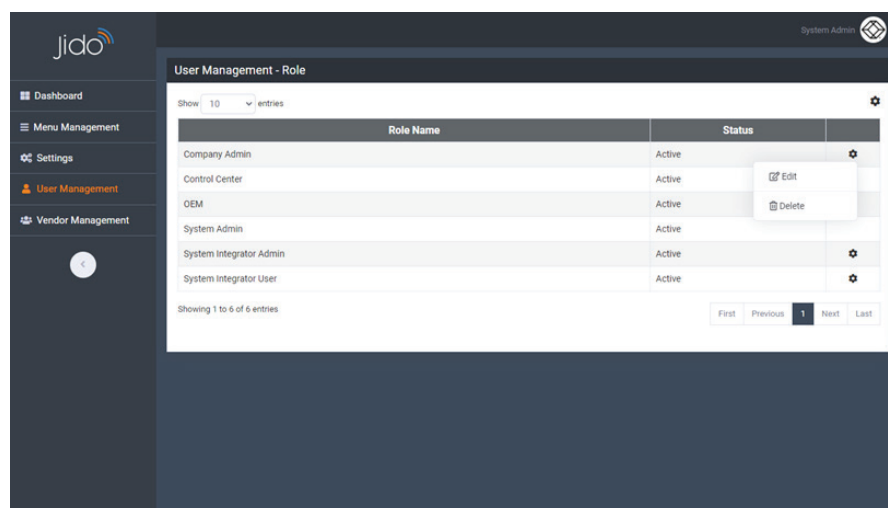 Jido
System Admin
User Management - Role
Dashboard
Menu Management
Settings
User Management
Vendor Management
Show 10 entries
Role Name Status
Company Admin Active
Control Center Active
Edit
OEM Active
Delete
System Admin Active
System Integrator Admin Active
System Integrator User Active
Showing 1 to 6 of 6 entries
First Previous 1 Next Last